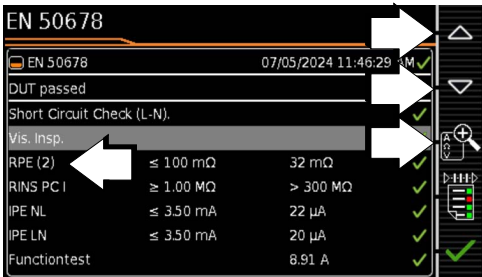 EN 50678
EN 50678 07/05/2024 11:46:29 AM
DUT passed
Short Circuit Check (L-N).
Vis. Insp.
RPE (2) ≤ 100 mΩ 32 mΩ
RINS PC I ≥ 1.00 MΩ > 300 MΩ
IPE NL ≤ 3.50 mA 22 µA
IPE LN ≤ 3.50 mA 20 µA
Functiontest 8.91 A
A
Ω
V